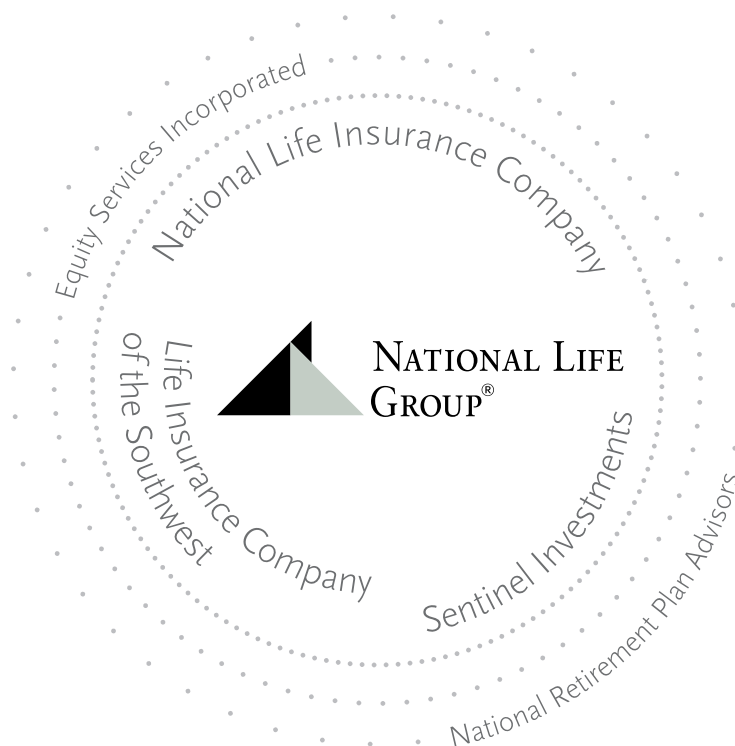 Equity Services Incorporated
National Life Insurance Company
NATIONAL LIFE
GROUP®
Life Insurance Company
of the Southwest
Sentinel Investments
National Retirement Plan Advisors